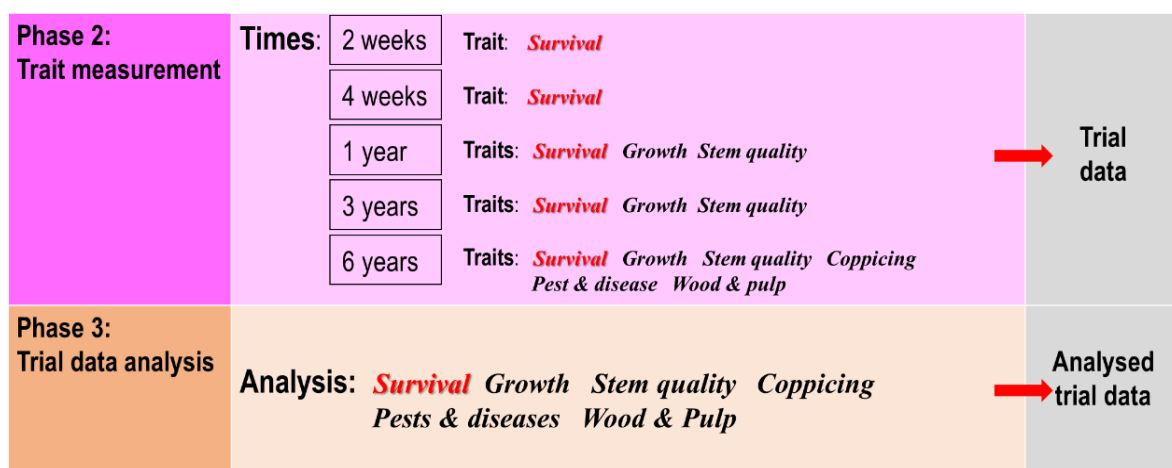 Phase 2:
Trait measurement
Times:
2 weeks
Trait: Survival
4 weeks
Trait: Survival
1 year
Traits: Survival Growth Stem quality
3 years
Traits: Survival Growth Stem quality
6 years
Traits: Survival Growth Stem quality Coppicing
Pest & disease Wood & pulp
Trial
data
Phase 3:
Trial data analysis
Analysis: Survival Growth Stem quality Coppicing
Pests & diseases Wood & Pulp
Analysed
trial data